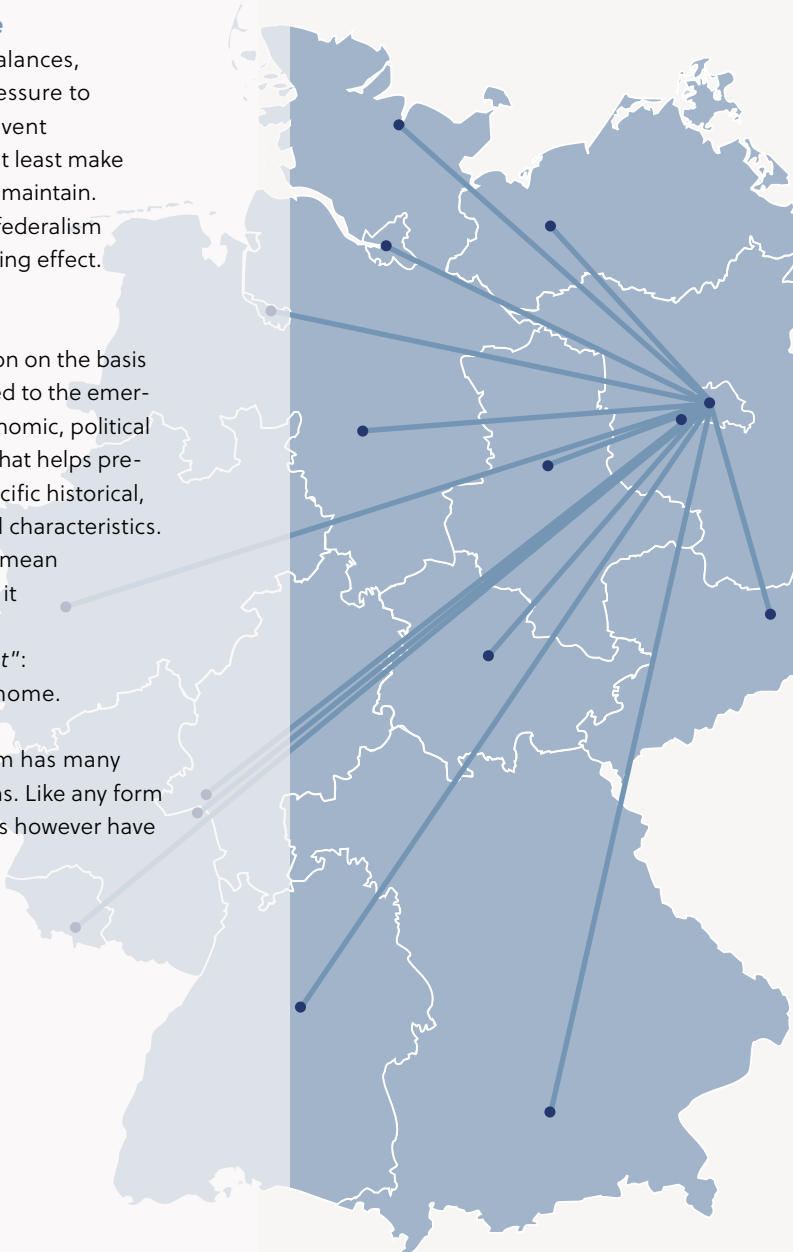 e
alances,
essure to
vent
t least make
maintain.
federalism
ing effect.
on on the basis
ed to the emer-
nomic, political
hat helps pre-
cific historical,
l characteristics.
mean
it
t":
home.
m has many
ns. Like any form
s however have